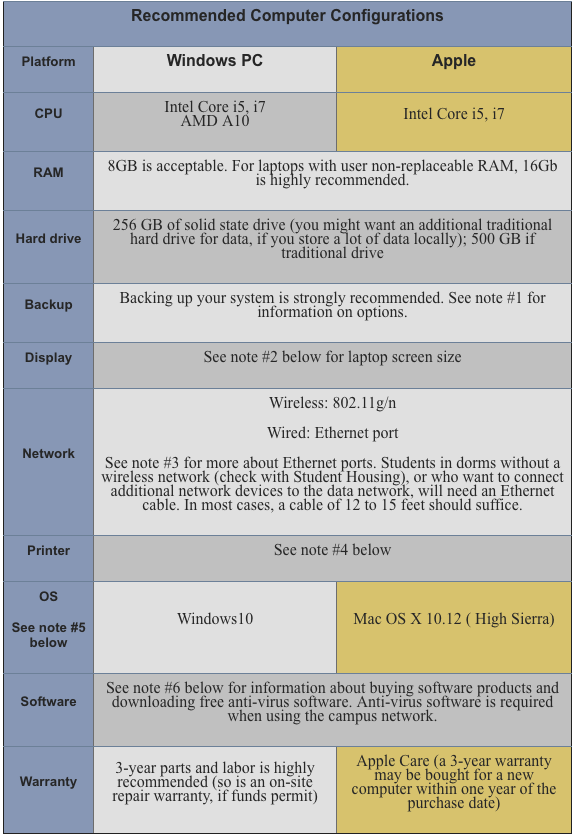 Recommended Computer Configurations
Platform
Windows PC
Apple
CPU
Intel Core i5, i7
AMD A10
Intel Core i5, i7
RAM
8GB is acceptable. For laptops with user non-replaceable RAM, 16Gb
is highly recommended.
Hard drive
256 GB of solid state drive (you might want an additional traditional
hard drive for data, if you store a lot of data locally); 500 GB if
traditional drive
Backup
Backing up your system is strongly recommended. See note #1 for
information on options.
Display
See note #2 below for laptop screen size
Network
Wireless: 802.11g/n
Wired: Ethernet port
See note #3 for more about Ethernet ports. Students in dorms without a
wireless network (check with Student Housing), or who want to connect
additional network devices to the data network, will need an Ethernet
cable. In most cases, a cable of 12 to 15 feet should suffice.
Printer
See note #4 below
OS
See note #5
below
Windows10
Mac OS X 10.12 ( High Sierra)
Software
See note #6 below for information about buying software products and
downloading free anti-virus software. Anti-virus software is required
when using the campus network.
Warranty
3-year parts and labor is highly
recommended (so is an on-site
repair warranty, if funds permit)
Apple Care (a 3-year warranty
may be bought for a new
computer within one year of the
purchase date)